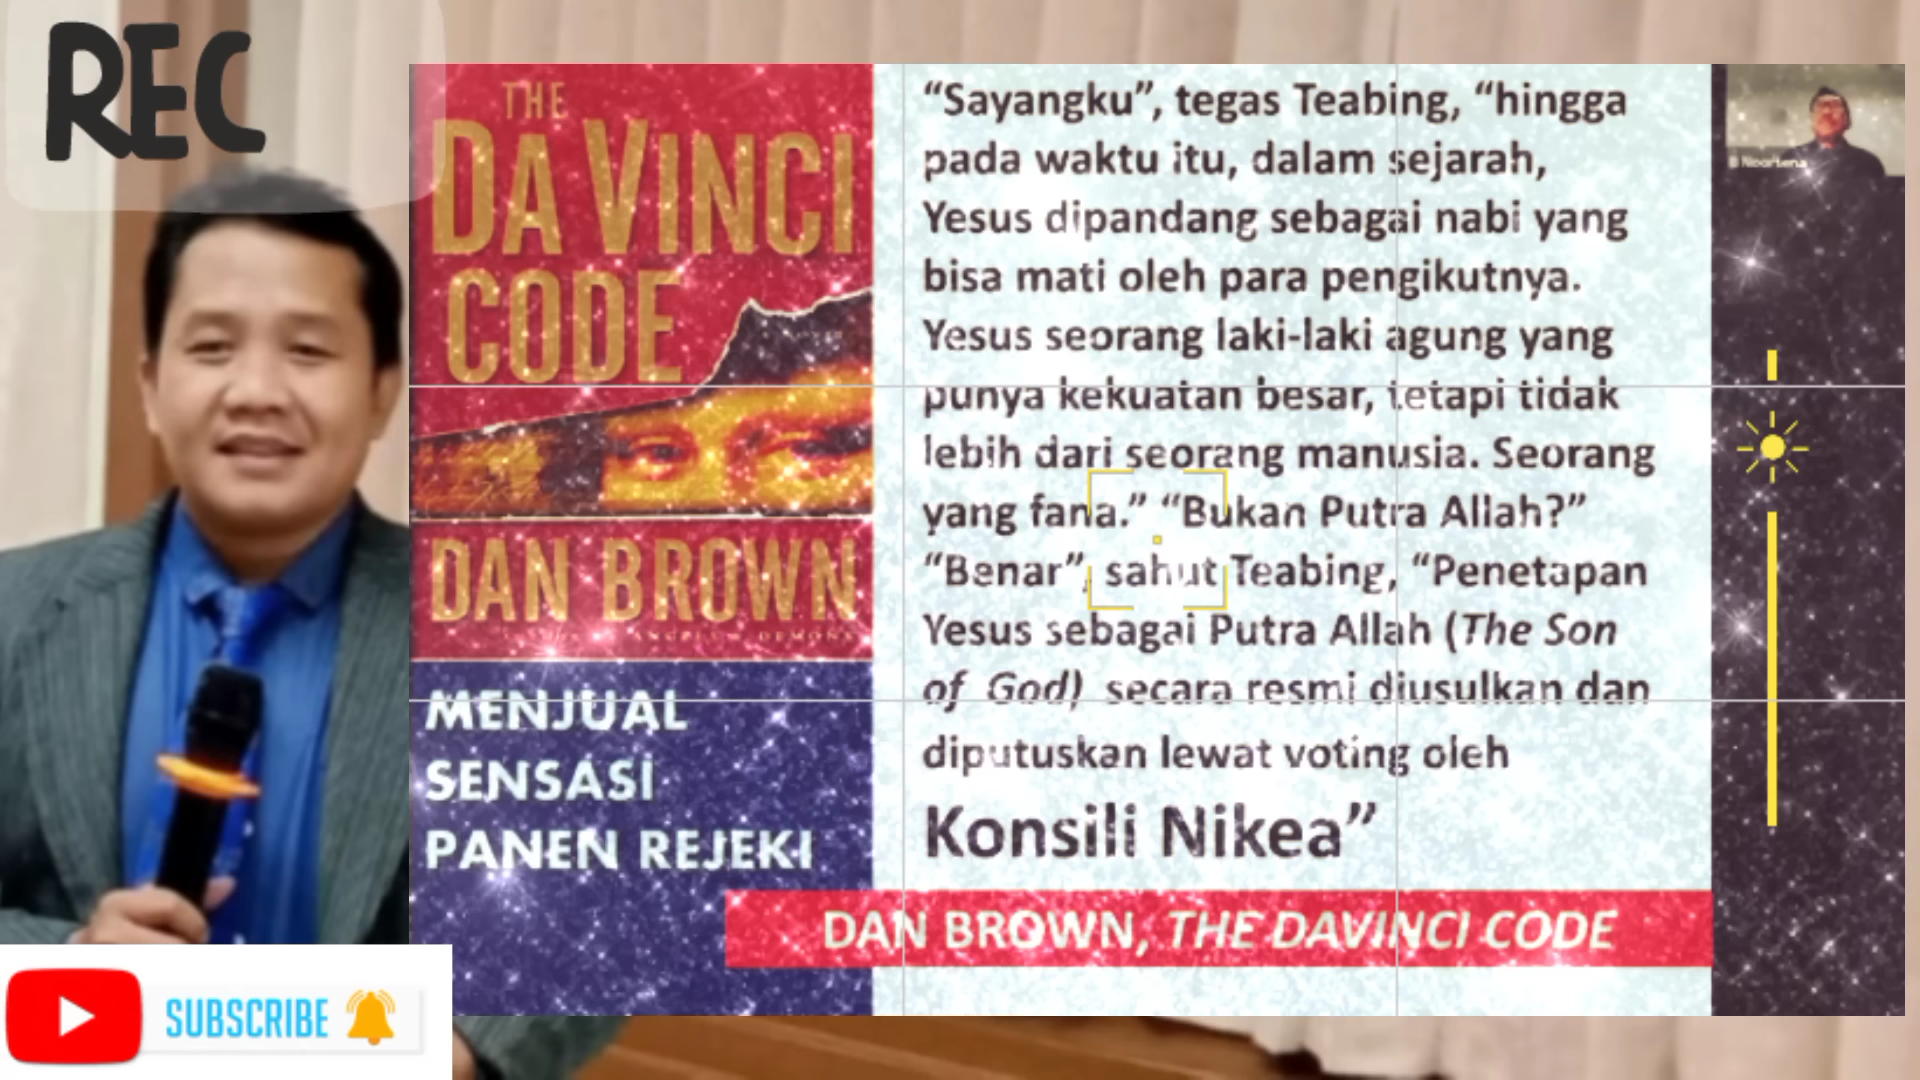 REC
THE
DA VINCI
CODE
DAN BROWN
MENJUAL
SENSASI
PANEN REJEKI
“Sayangku”, tegas Teabing, “hingga
pada waktu itu, dalam sejarah,
Yesus dipandang sebagai nabi yang
bisa mati oleh para pengikutnya.
Yesus seorang laki-laki agung yang
punya kekuatan besar, tetapi tidak
lebih dari seorang manusia. Seorang
yang fana.” “Bukan Putra Allah?”
“Benar”, sahut Teabing, “Penetapan
Yesus sebagai Putra Allah (The Son
of God) secara resmi diusulkan dan
diputuskan lewat voting oleh
Konsili Nikea”
DAN BROWN, THE DAVINCI CODE
SUBSCRIBE